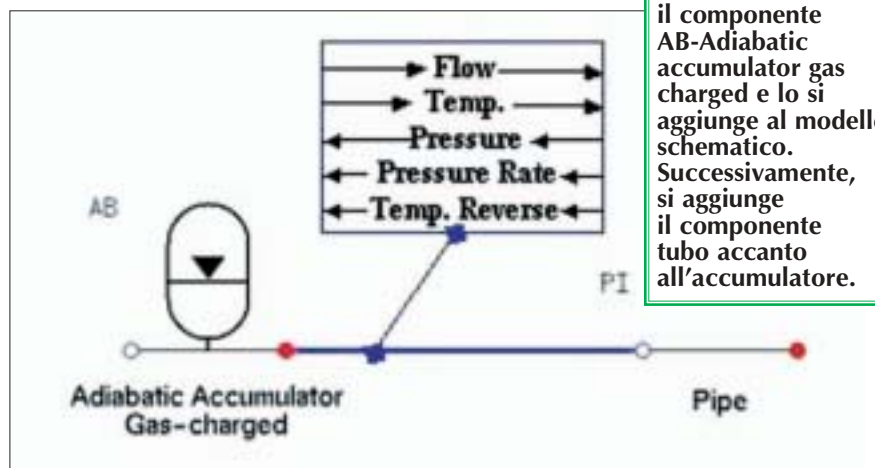 il componente
AB-Adiabatic
accumulator gas
charged e lo si
aggiunge al modello
schematico.
Successivamente,
si aggiunge
il componente
tubo accanto
all'accumulatore.
Flow
Temp.
Pressure
Pressure Rate
Temp. Reverse
AB
PI
Adiabatic Accumulator
Gas-charged
Pipe